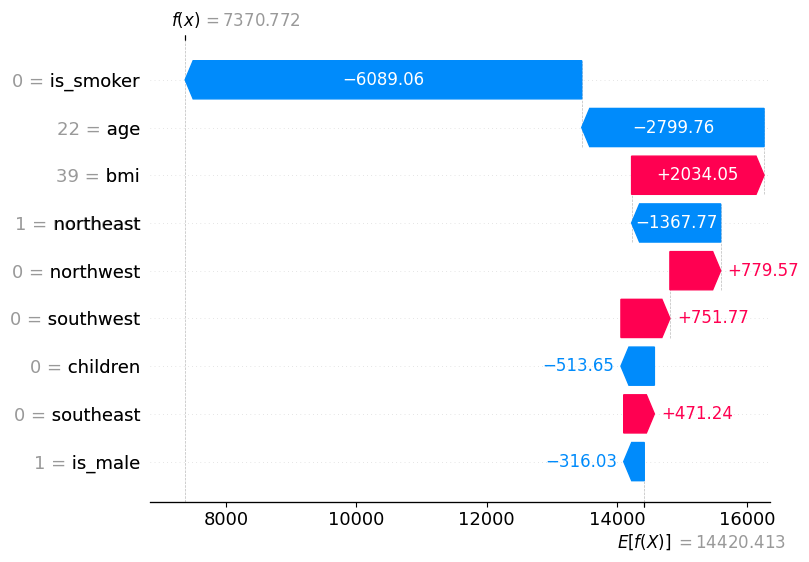 f(x) = 7370.772
0 = is_smoker −6089.06
22 = age −2799.76
39 = bmi +2034.05
1 = northeast −1367.77
0 = northwest +779.57
0 = southwest +751.77
0 = children −513.65
0 = southeast +471.24
1 = is_male −316.03
8000 10000 12000 14000 16000
E[f(X)] = 14420.413